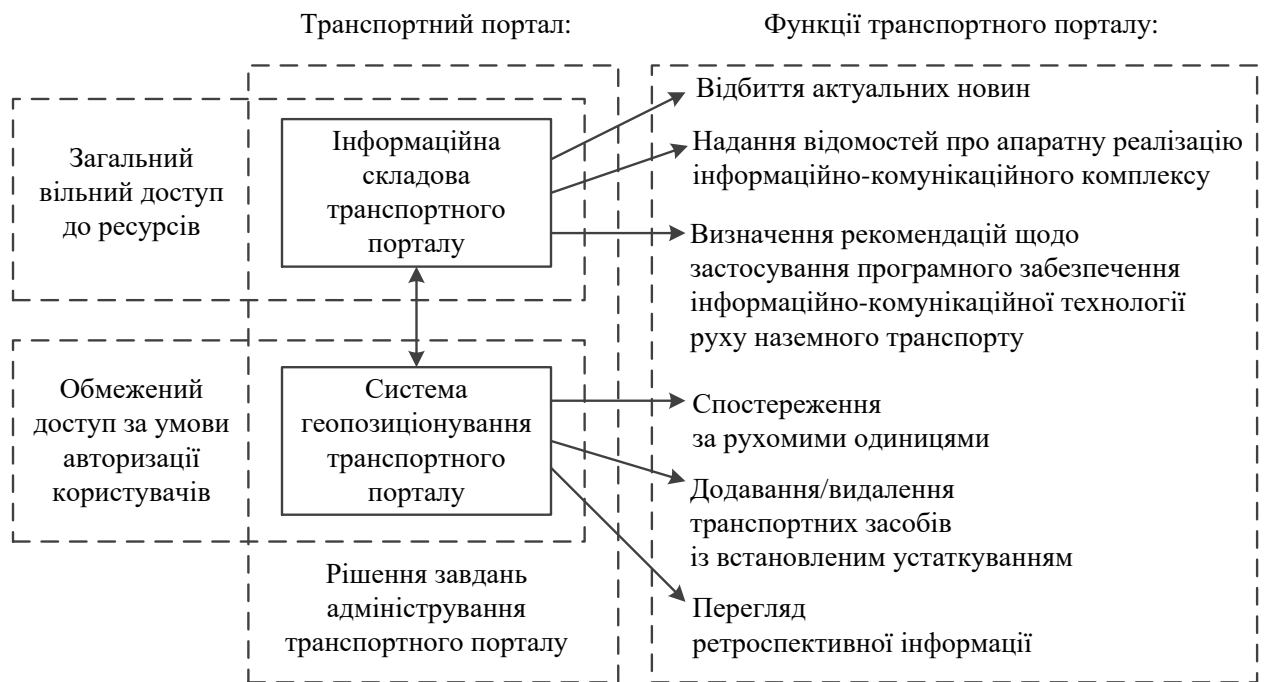 Транспортний портал:
Функції транспортного порталу:
Загальний
вільний доступ
до ресурсів
Інформаційна
складова
транспортного
порталу
Відбиття актуальних новин
Надання відомостей про апаратну реалізацію
інформаційно-комунікаційного комплексу
Визначення рекомендацій щодо
застосування програмного забезпечення
інформаційно-комунікаційної технології
руху наземного транспорту
Обмежений
доступ за умови
авторизації
користувачів
Система
геопозиціонування
транспортного
порталу
Спостереження
за рухомими одиницями
Додавання/видалення
транспортних засобів
із встановленим устаткуванням
Перегляд
ретроспективної інформації
Рішення завдань
адміністрування
транспортного порталу